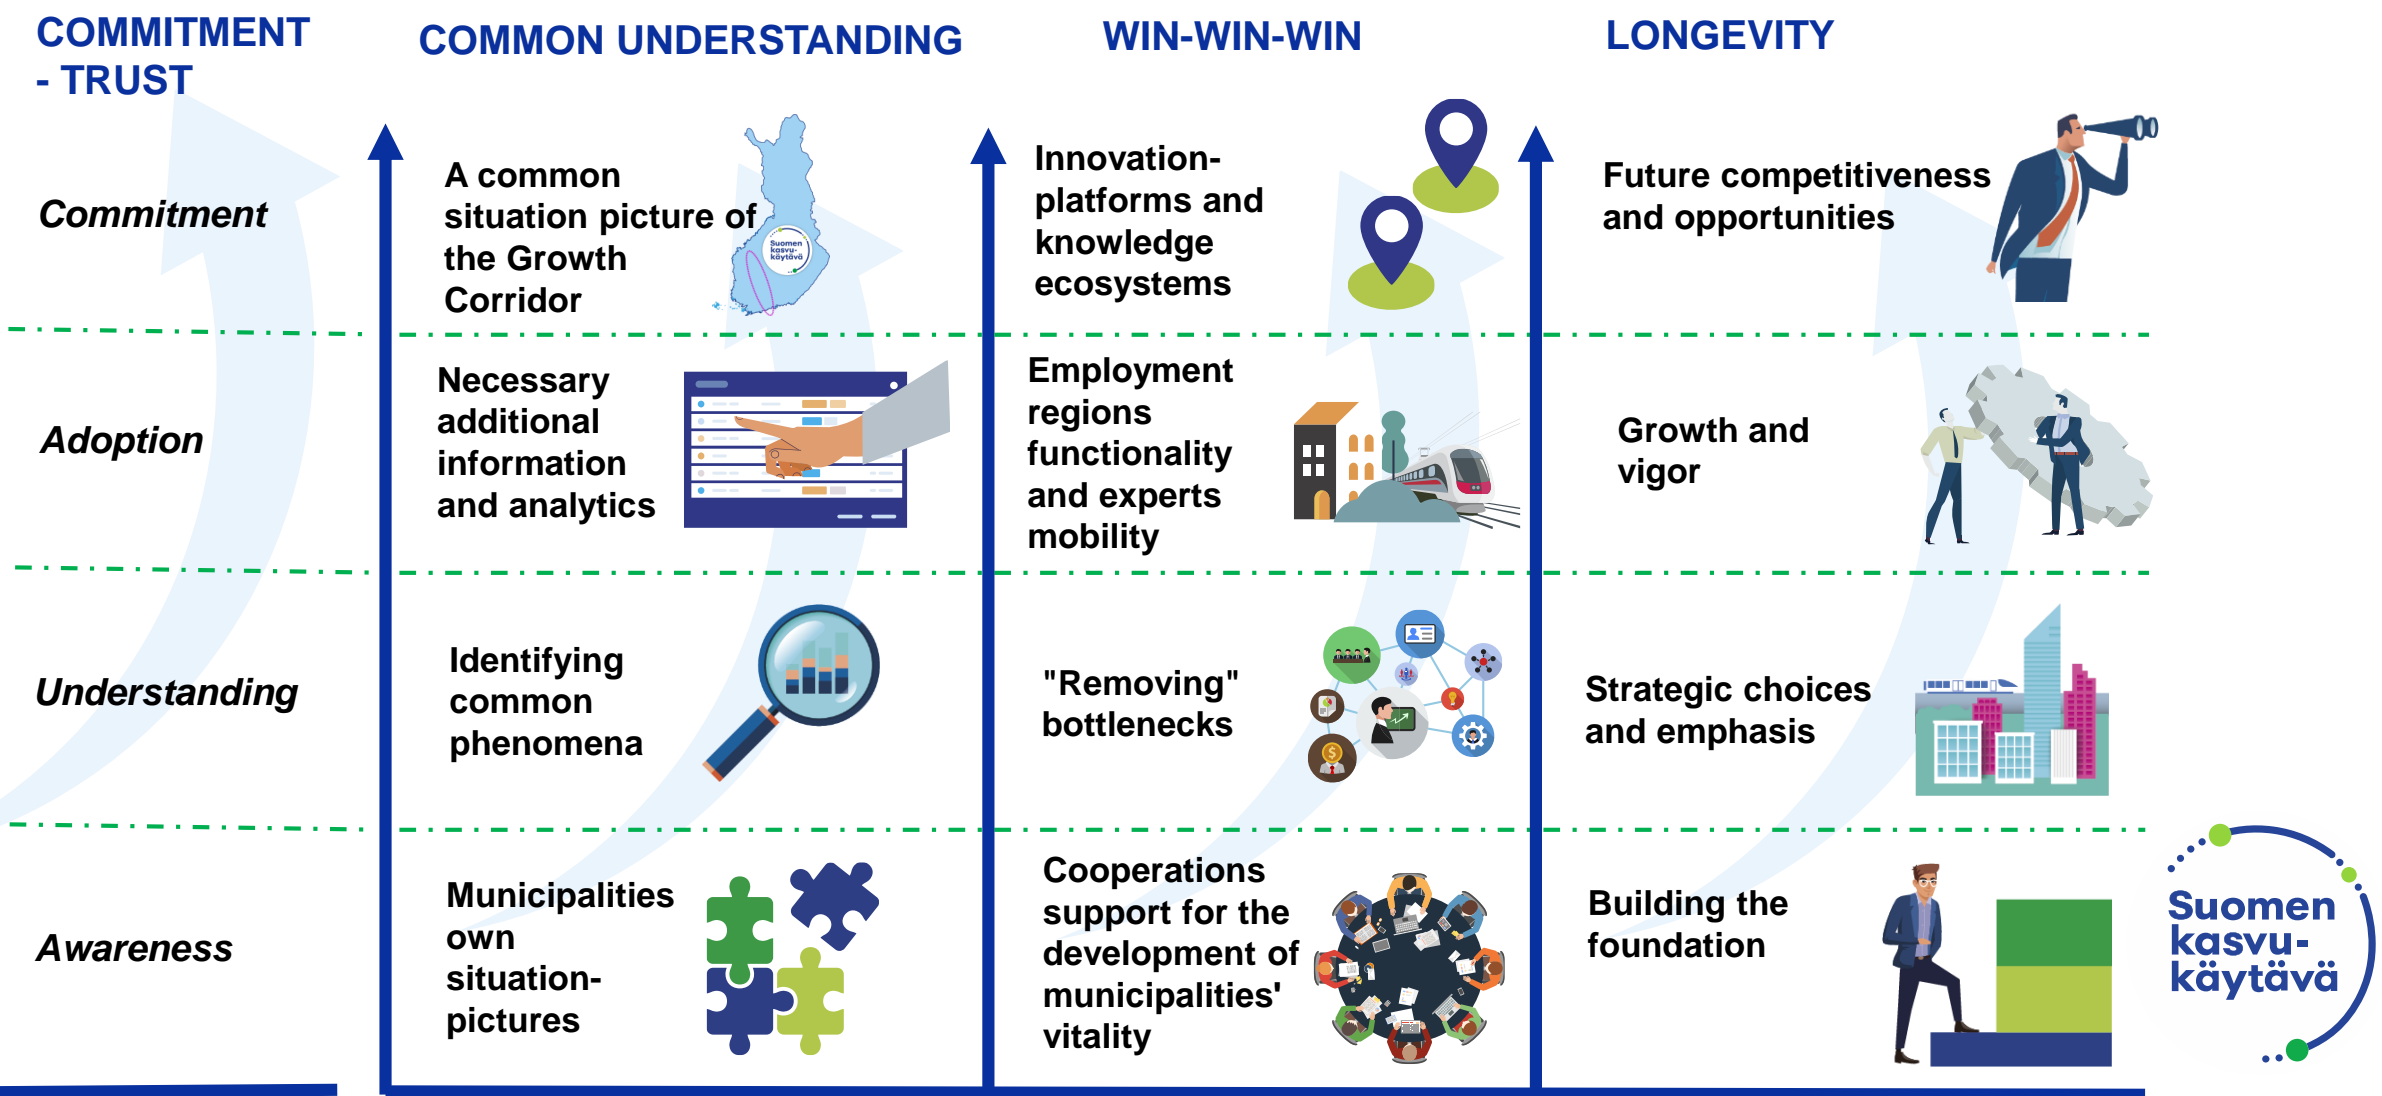 COMMITMENT
- TRUST
COMMON UNDERSTANDING
WIN-WIN-WIN
LONGEVITY
Commitment
A common
situation picture of
the Growth
Corridor
Suomen
kasvu-
käytävä
Innovation-
platforms and
knowledge
ecosystems
Future competitiveness
and opportunities
Adoption
Necessary
additional
information
and analytics
Employment
regions
functionality
and experts
mobility
Growth and
vigor
Understanding
Identifying
common
phenomena
"Removing"
bottlenecks
Strategic choices
and emphasis
Awareness
Municipalities
own
situation-
pictures
Cooperations
support for the
development of
municipalities'
vitality
Building the
foundation
Suomen
kasvu-
käytävä